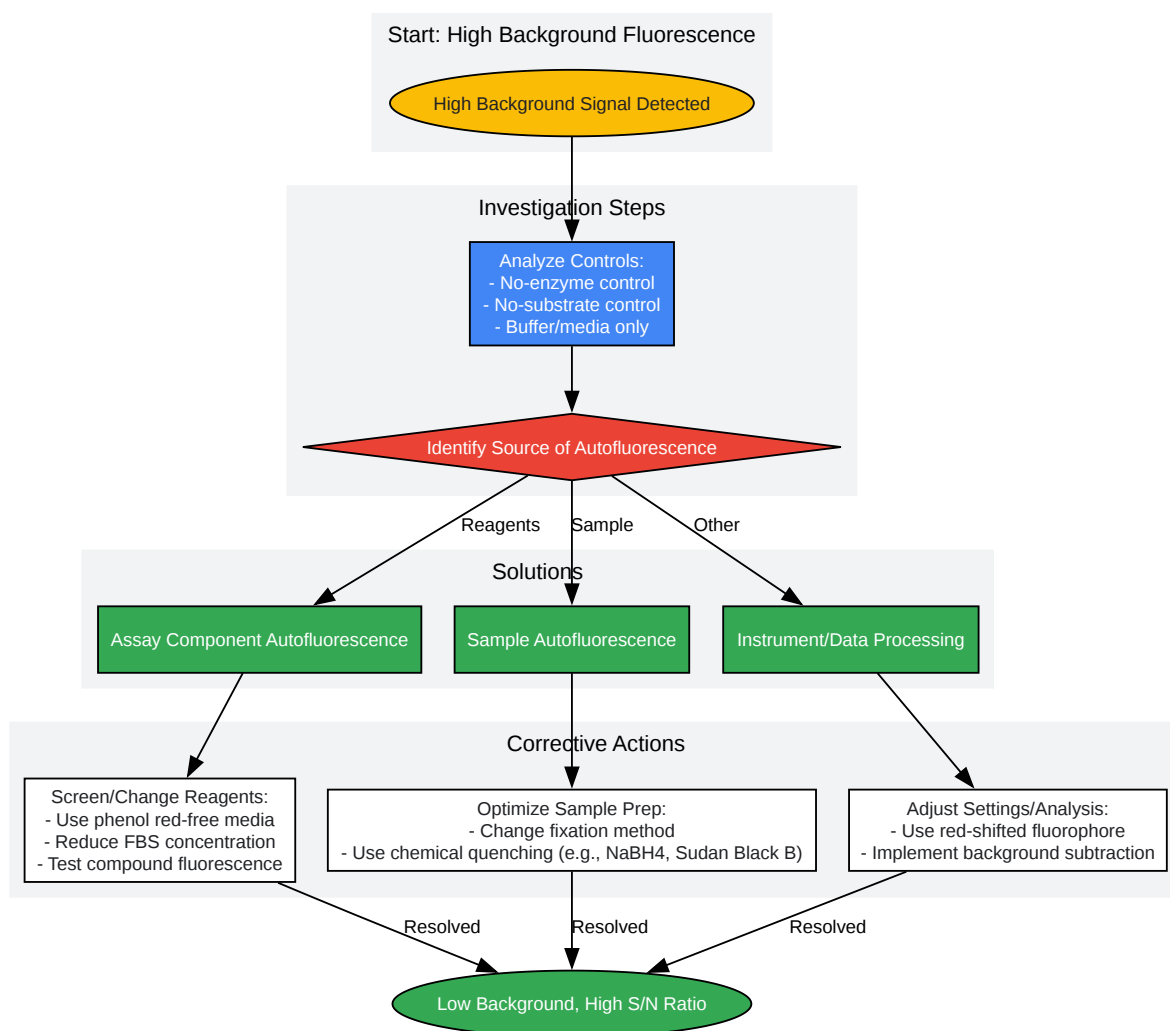 Start: High Background Fluorescence
High Background Signal Detected
Investigation Steps
Analyze Controls:
- No-enzyme control
- No-substrate control
- Buffer/media only
Identify Source of Autofluorescence
Reagents
Sample
Other
Solutions
Assay Component Autofluorescence
Sample Autofluorescence
Instrument/Data Processing
Corrective Actions
Screen/Change Reagents:
- Use phenol red-free media
- Reduce FBS concentration
- Test compound fluorescence
Optimize Sample Prep:
- Change fixation method
- Use chemical quenching (e.g., NaBH4, Sudan Black B)
Adjust Settings/Analysis:
- Use red-shifted fluorophore
- Implement background subtraction
Resolved
Resolved
Resolved
Low Background, High S/N Ratio